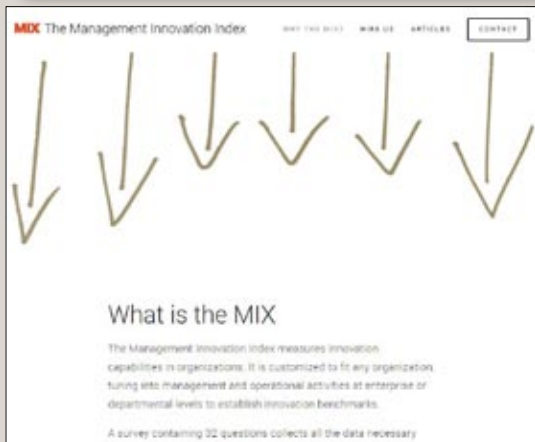 MIX The Management Innovation Index
WHY THE MIX? HIRE US ARTICLES CONTACT
What is the MIX
The Management Innovation Index measures innovation
capabilities in organizations. It is customized to fit any organization,
tuning into management and operational activities at enterprise or
departmental levels to establish innovation benchmarks.
A survey containing 32 questions collects all the data necessary